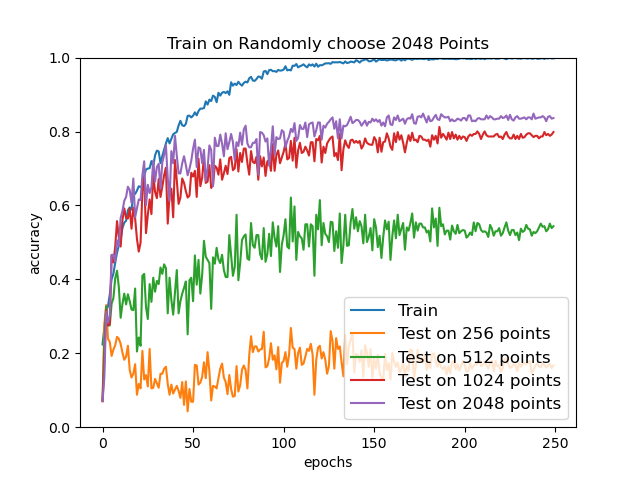 Train on Randomly choose 2048 Points
accuracy
1.0
0.8
0.6
0.4
0.2
0.0
Train
Test on 256 points
Test on 512 points
Test on 1024 points
Test on 2048 points
0 50 100 150 200 250
epochs